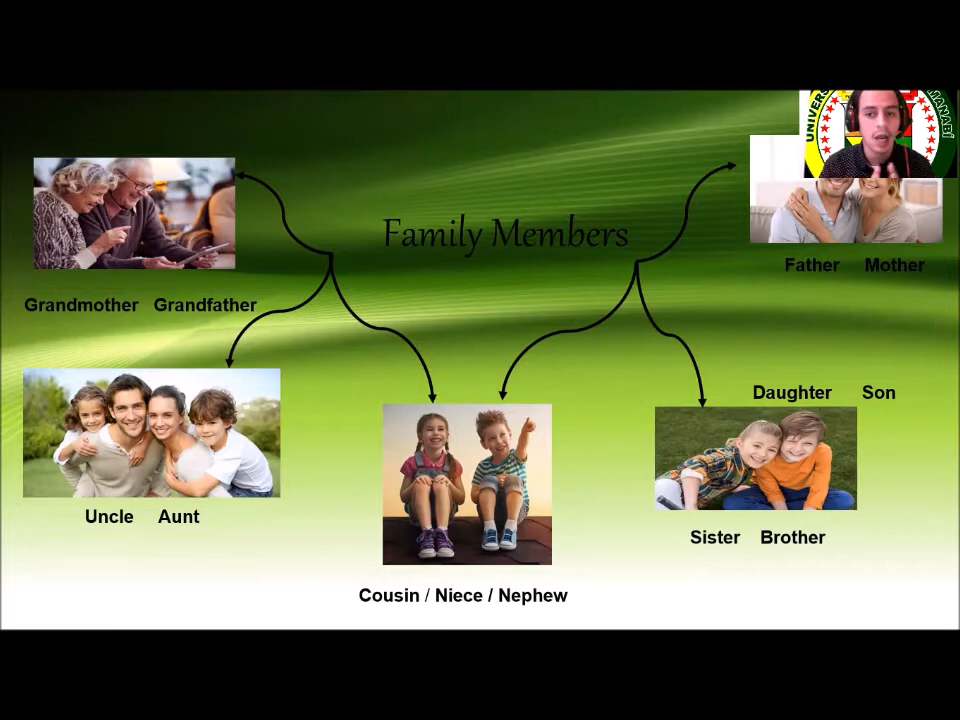 Family Members
Grandmother Grandfather
Father Mother
Uncle Aunt
Cousin / Niece / Nephew
Daughter Son
Sister Brother